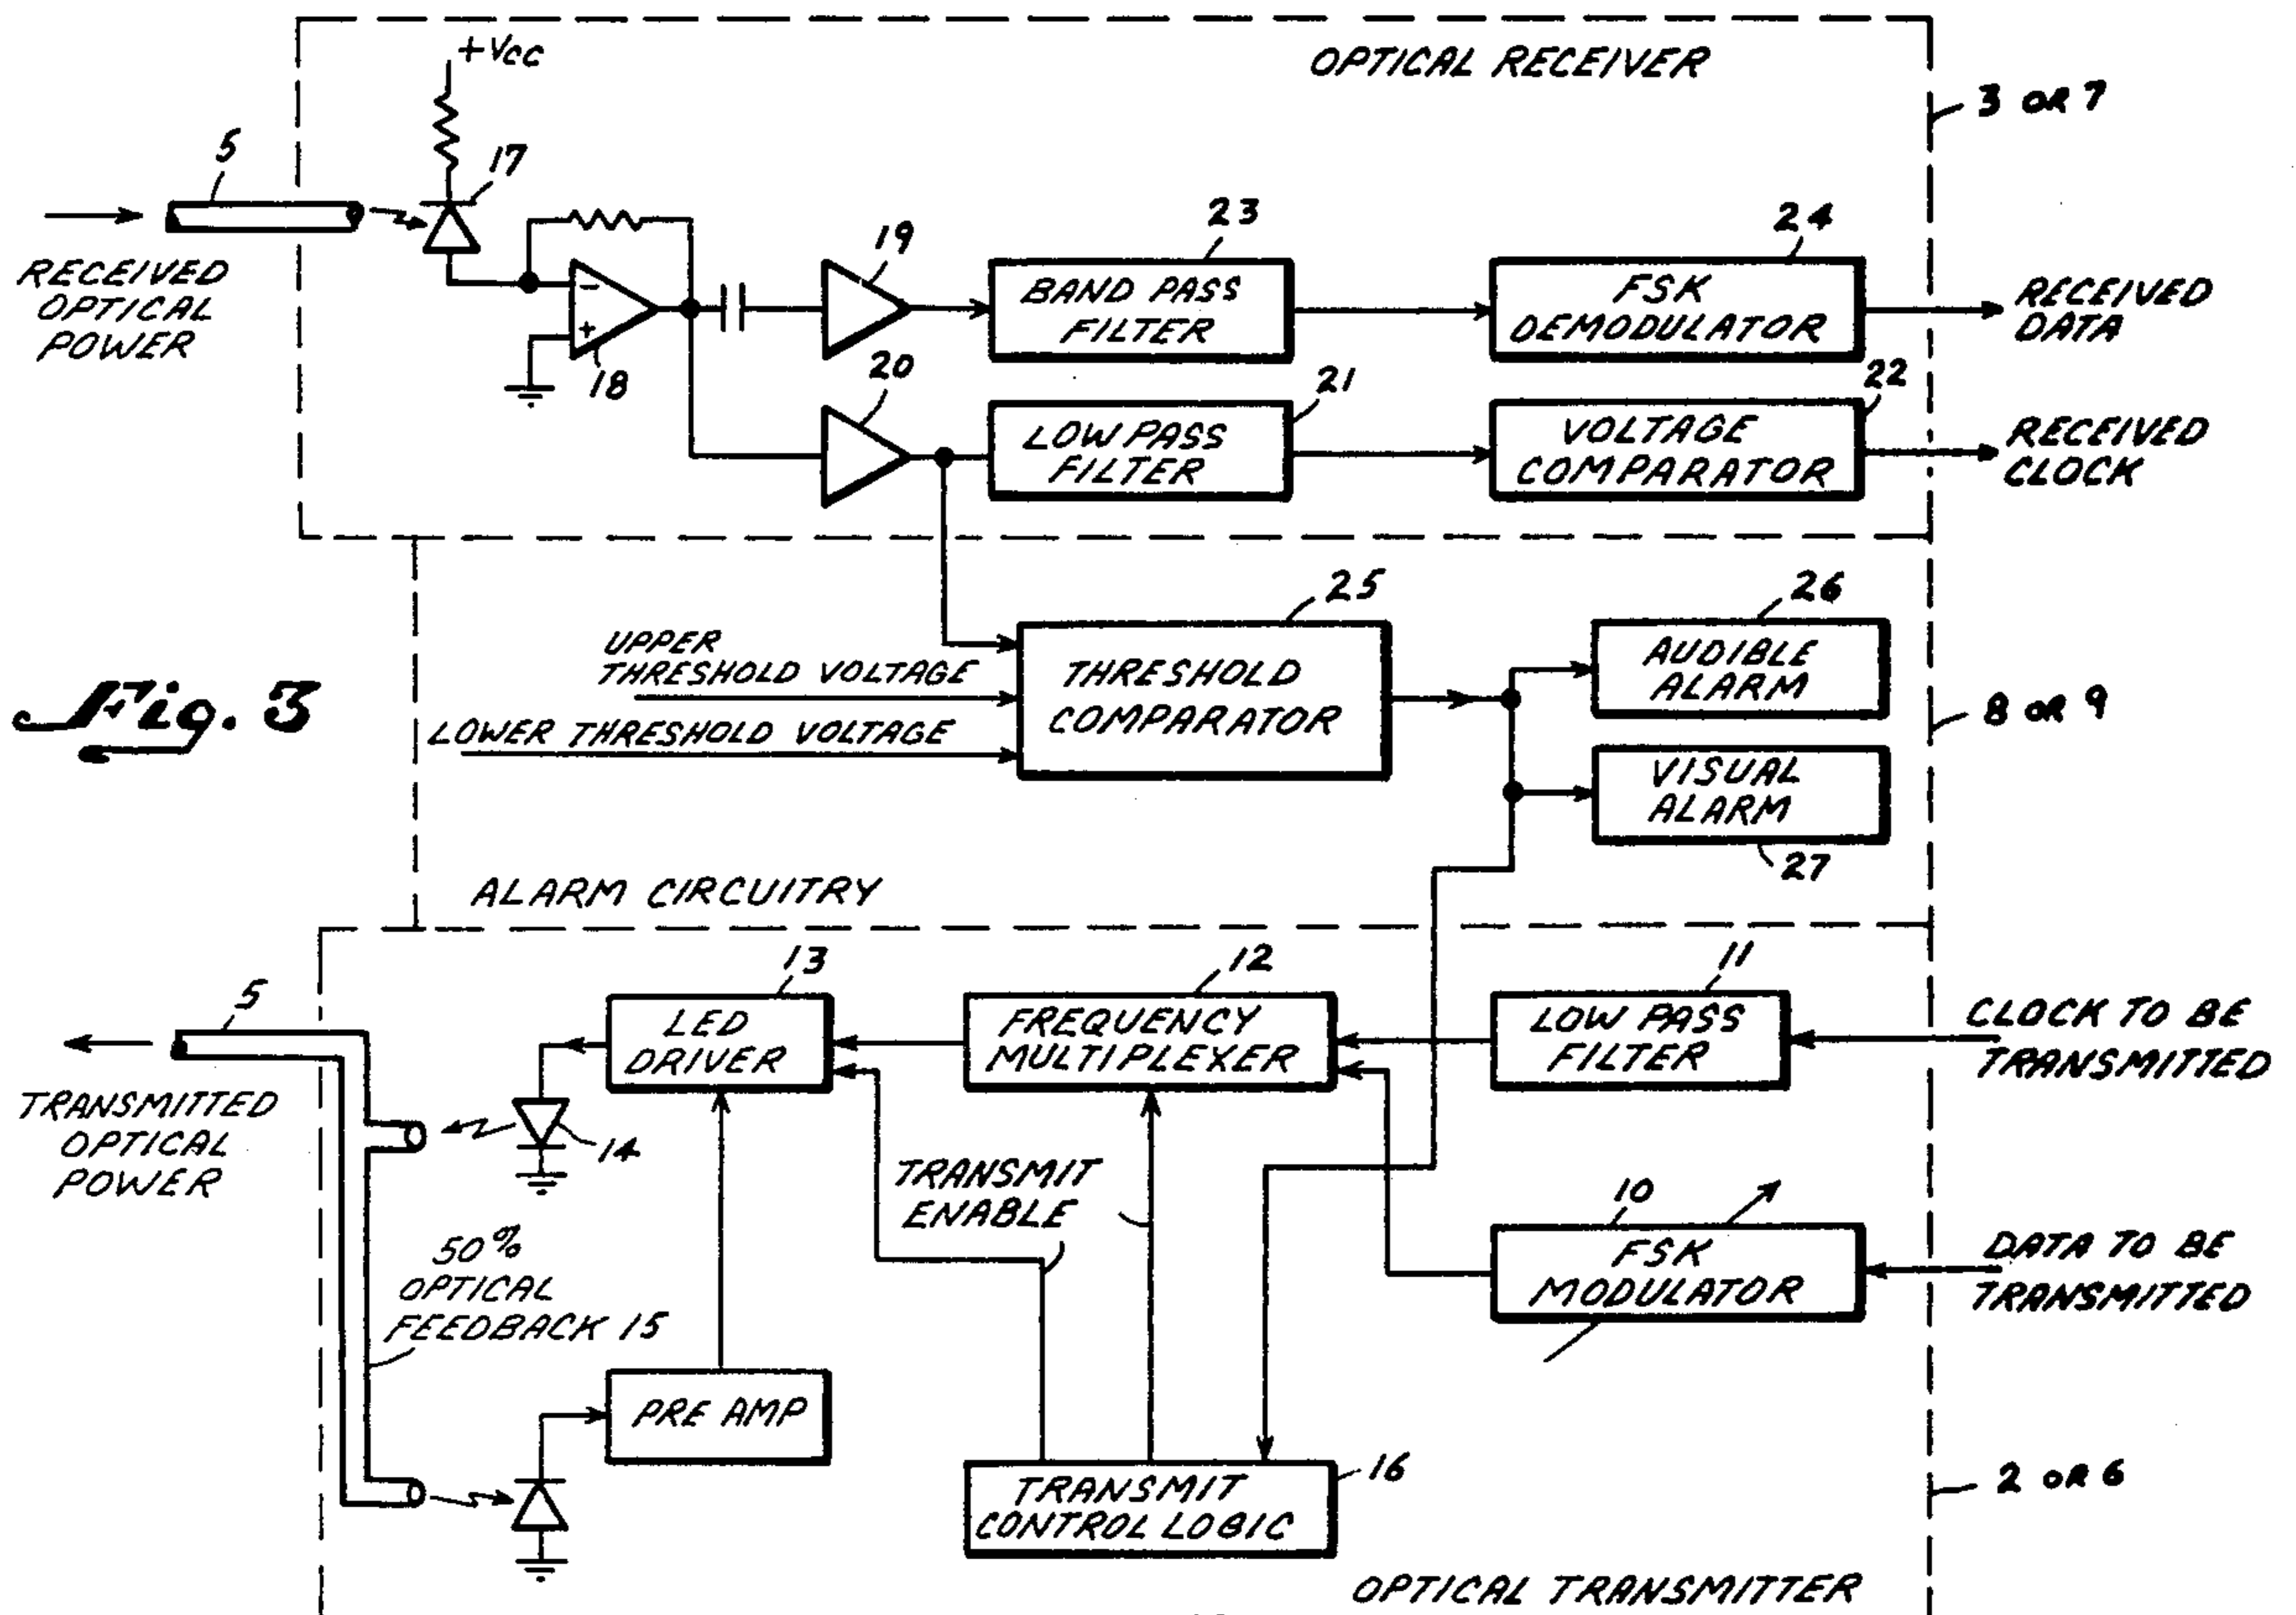 +VCC
OPTICAL RECEIVER
3 OR 7
5
17
RECEIVED
OPTICAL
POWER
-
+
18
19
20
23
BAND PASS
FILTER
24
FSK
DEMODULATOR
RECEIVED
DATA
21
LOW PASS
FILTER
22
VOLTAGE
COMPARATOR
RECEIVED
CLOCK
Fig. 3
UPPER
THRESHOLD VOLTAGE
LOWER THRESHOLD VOLTAGE
25
THRESHOLD
COMPARATOR
26
AUDIBLE
ALARM
VISUAL
ALARM
27
8 OR 9
ALARM CIRCUITRY
5
TRANSMITTED
OPTICAL
POWER
13
LED
DRIVER
14
12
FREQUENCY
MULTIPLEXER
11
LOW PASS
FILTER
CLOCK TO BE
TRANSMITTED
TRANSMIT
ENABLE
10
FSK
MODULATOR
DATA TO BE
TRANSMITTED
50%
OPTICAL
FEEDBACK 15
PRE AMP
TRANSMIT
CONTROL LOGIC
16
2 OR 6
OPTICAL TRANSMITTER